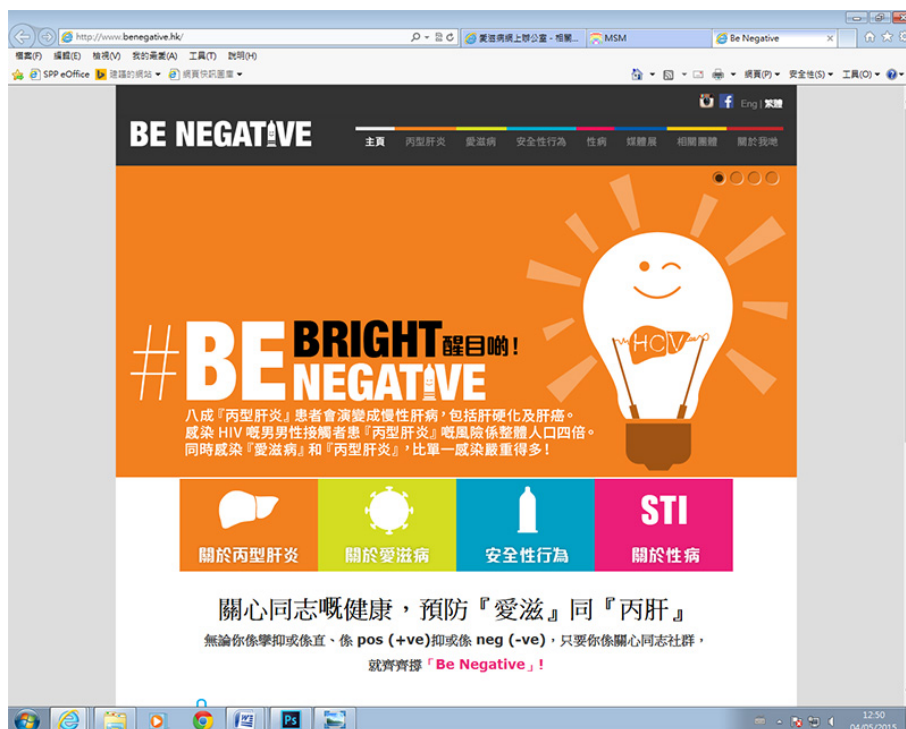 http://www.benegative.hk/
愛滋病網上辦公室 - 相關...
MSM
Be Negative
檔案(F) 編輯(E) 檢視(V) 我的最愛(A) 工具(T) 說明(H)
SPP eOffice 建議的網站 網頁快訊圖庫
網頁(P) 安全性(S) 工具(O)
Eng | 繁體
BE NEGATIVE
主頁 丙型肝炎 愛滋病 安全性行為 性病 媒體展 相關團體 關於我哋
#BE BRIGHT 醒目啲!
NEGATIVE
HCV
八成『丙型肝炎』患者會演變成慢性肝病,包括肝硬化及肝癌。
感染 HIV 嘅男男性接觸者患『丙型肝炎』嘅風險係整體人口四倍。
同時感染『愛滋病』和『丙型肝炎』,比單一感染嚴重得多!
STI
關於丙型肝炎 關於愛滋病 安全性行為 關於性病
關心同志嘅健康,預防『愛滋』同『丙肝』
無論你係攣抑或係直、係 pos (+ve)抑或係 neg (-ve),只要你係關心同志社群,
就齊齊撐「Be Negative」!
Ps
12:50
04/05/2015